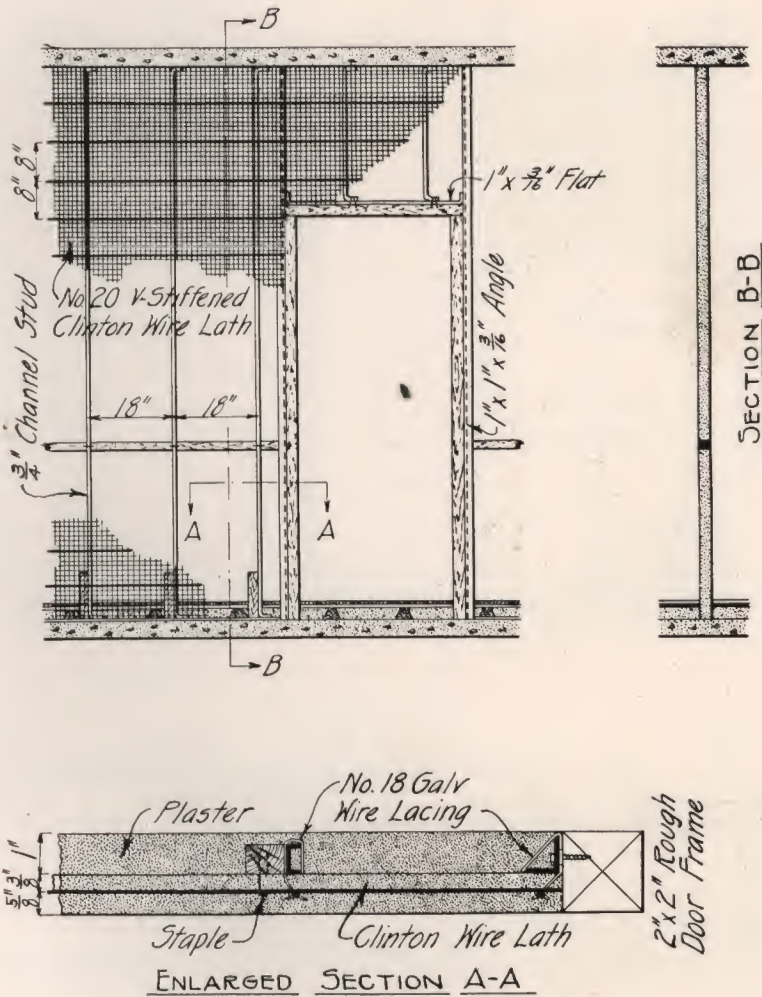 B
8" 8"
1" x 3/16" Flat
No. 20 V-Stiffened
Clinton Wire Lath
3/4" Channel Stud
18" 18"
1" x 1" x 3/16" Angle
A A
B
SECTION B-B
No. 18 Galv
Wire Lacing
Plaster
1"
3/8"
5/8"
2" x 2" Rough
Door Frame
Staple
Clinton Wire Lath
ENLARGED SECTION A-A